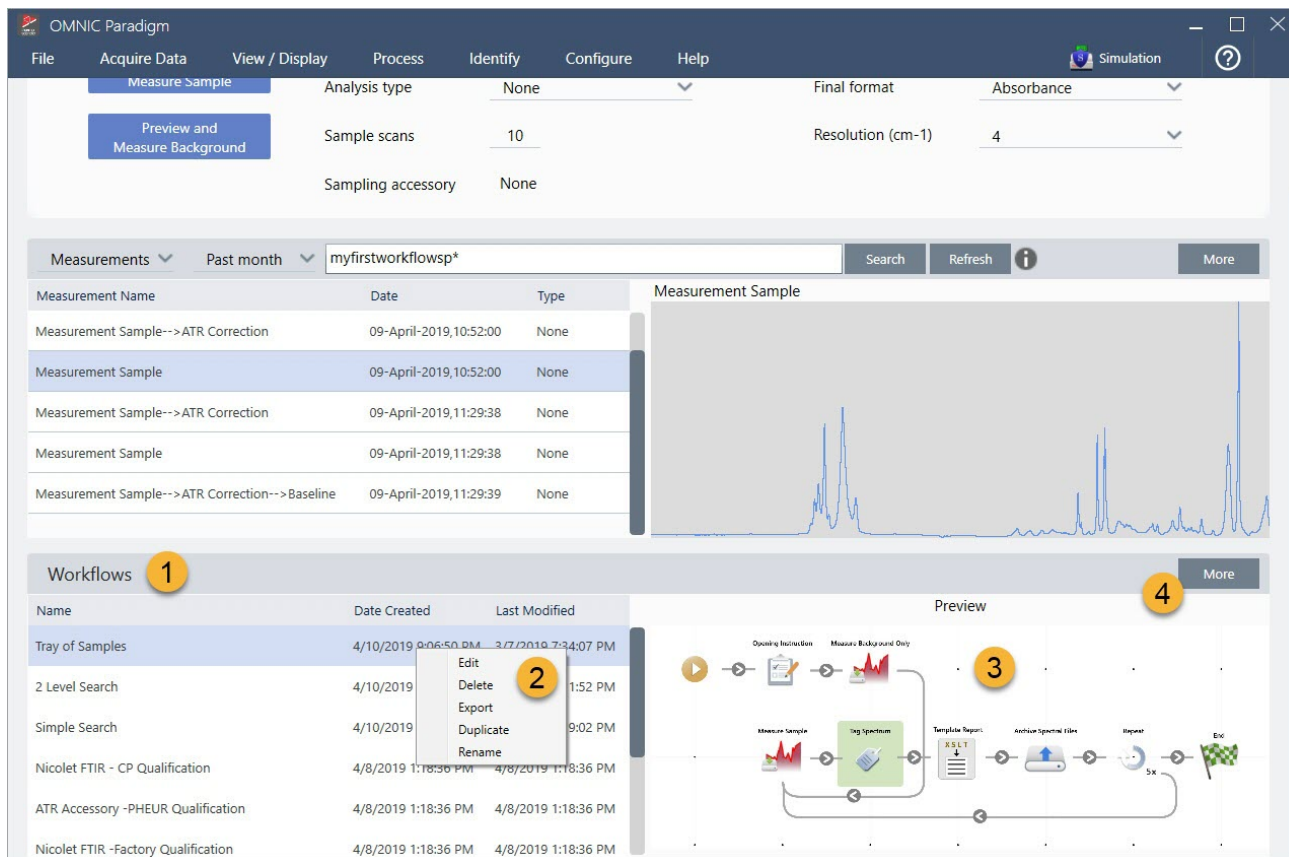 OMNIC Paradigm
File Acquire Data View / Display Process Identify Configure Help Simulation ?
Measure Sample Analysis type None Final format Absorbance
Preview and
Measure Background
Sample scans 10 Resolution (cm-1) 4
Sampling accessory None
Measurements Past month myfirstworkflowsp* Search Refresh i More
Measurement Name Date Type Measurement Sample
Measurement Sample-->ATR Correction 09-April-2019,10:52:00 None
Measurement Sample 09-April-2019,10:52:00 None
Measurement Sample-->ATR Correction 09-April-2019,11:29:38 None
Measurement Sample 09-April-2019,11:29:38 None
Measurement Sample-->ATR Correction-->Baseline 09-April-2019,11:29:39 None
Workflows 1 4 More
Name Date Created Last Modified Preview
Tray of Samples 4/10/2019 9:06:50 PM 3/7/2019 7:34:07 PM
2 Level Search 4/10/2019 1:52 PM
Simple Search 4/10/2019 9:02 PM
Nicolet FTIR - CP Qualification 4/8/2019 1:18:36 PM 4/8/2019 1:18:36 PM
ATR Accessory -PHEUR Qualification 4/8/2019 1:18:36 PM 4/8/2019 1:18:36 PM
Nicolet FTIR -Factory Qualification 4/8/2019 1:18:36 PM 4/8/2019 1:18:36 PM
Edit
Delete
Export
Duplicate
Rename
2
Opening Instruction Measure Background Only
3
Measure Sample Tag Spectrum Template Report Archive Spectral Files Repeat End
XSLT
5x